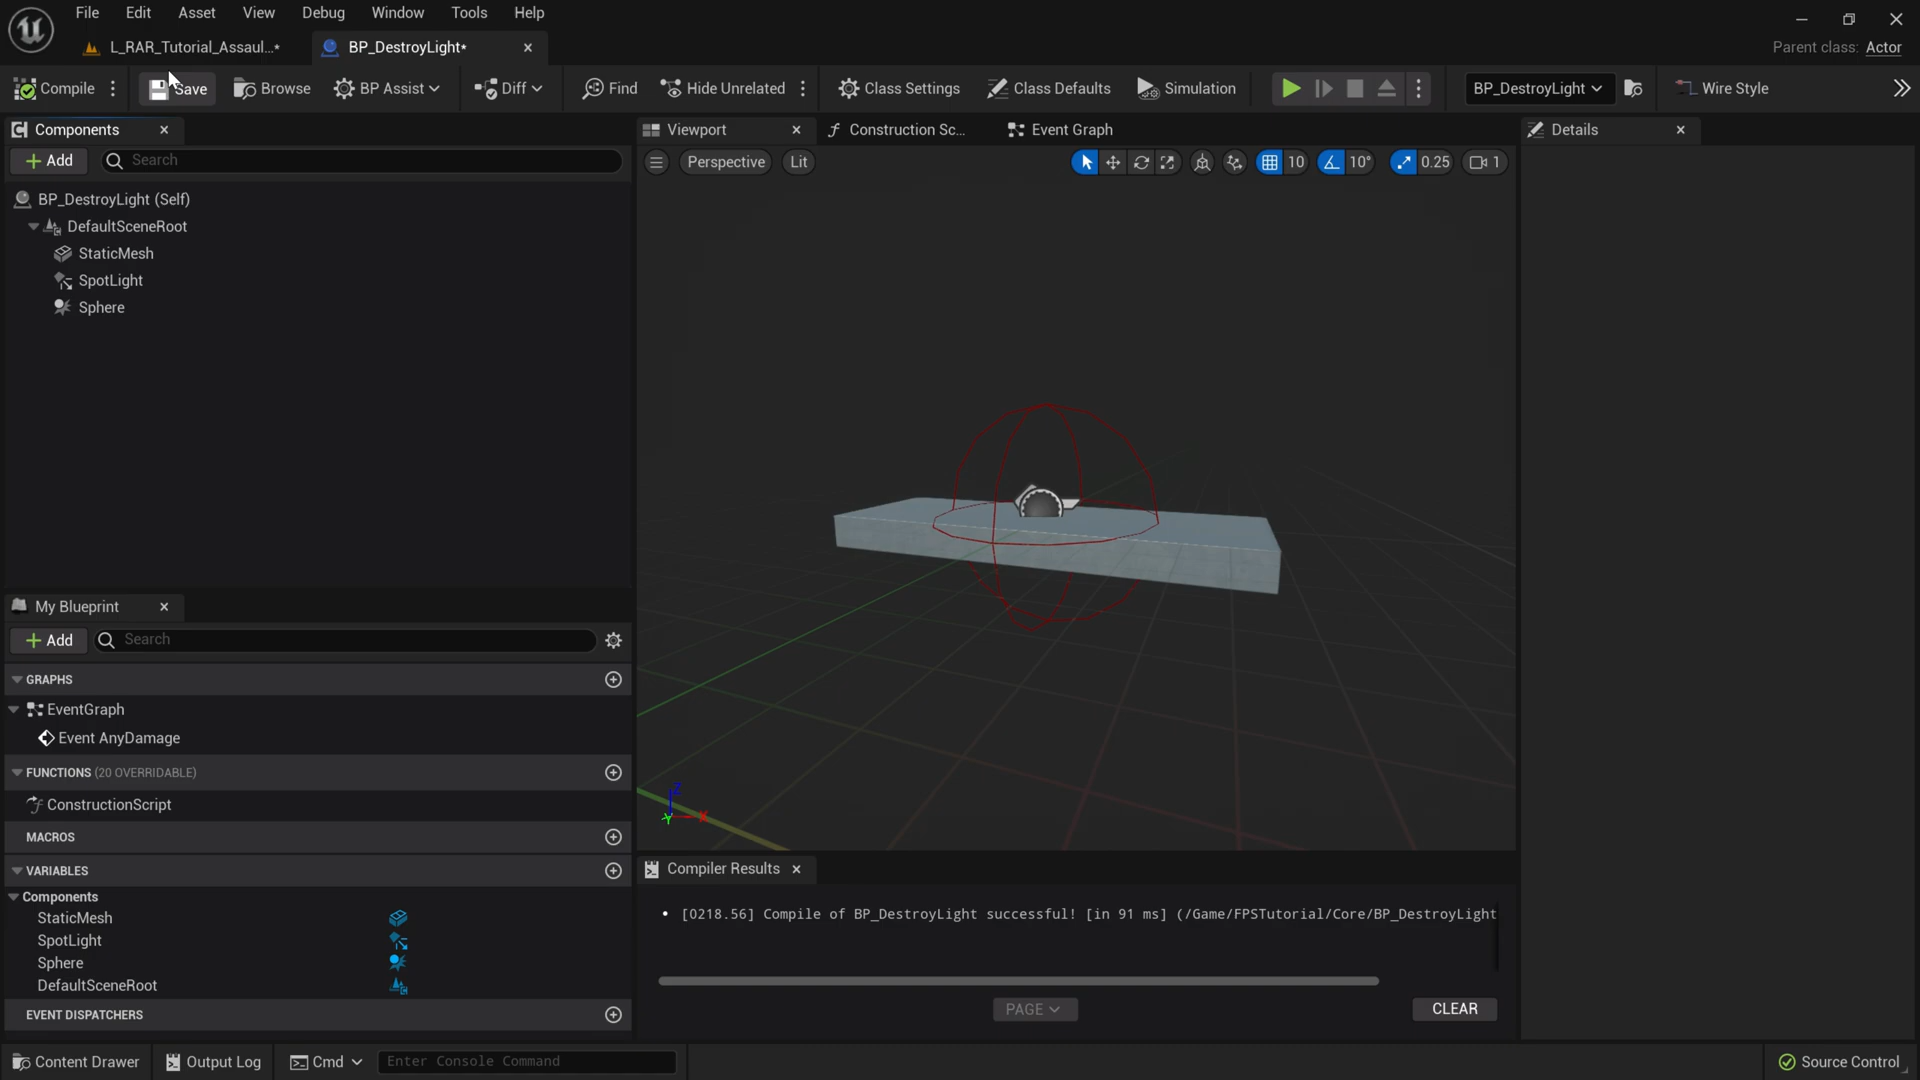 File Edit Asset View Debug Window Tools Help
L_RAR_Tutorial_Assaul...*
BP_DestroyLight*
Parent class: Actor
Compile Save Browse BP Assist Diff Find Hide Unrelated Class Settings Class Defaults Simulation BP_DestroyLight Wire Style
Components
Add Search
BP_DestroyLight (Self)
DefaultSceneRoot
StaticMesh
SpotLight
Sphere
Viewport Construction Sc... Event Graph
Perspective Lit 10 10° 0.25 1
Z
X
Y
Details
My Blueprint
Add Search
GRAPHS
EventGraph
Event AnyDamage
FUNCTIONS (20 OVERRIDABLE)
ConstructionScript
MACROS
VARIABLES
Components
StaticMesh
SpotLight
Sphere
DefaultSceneRoot
EVENT DISPATCHERS
Compiler Results
[0218.56] Compile of BP_DestroyLight successful! [in 91 ms] (/Game/FPSTutorial/Core/BP_DestroyLight
PAGE CLEAR
Content Drawer Output Log Cmd Enter Console Command Source Control